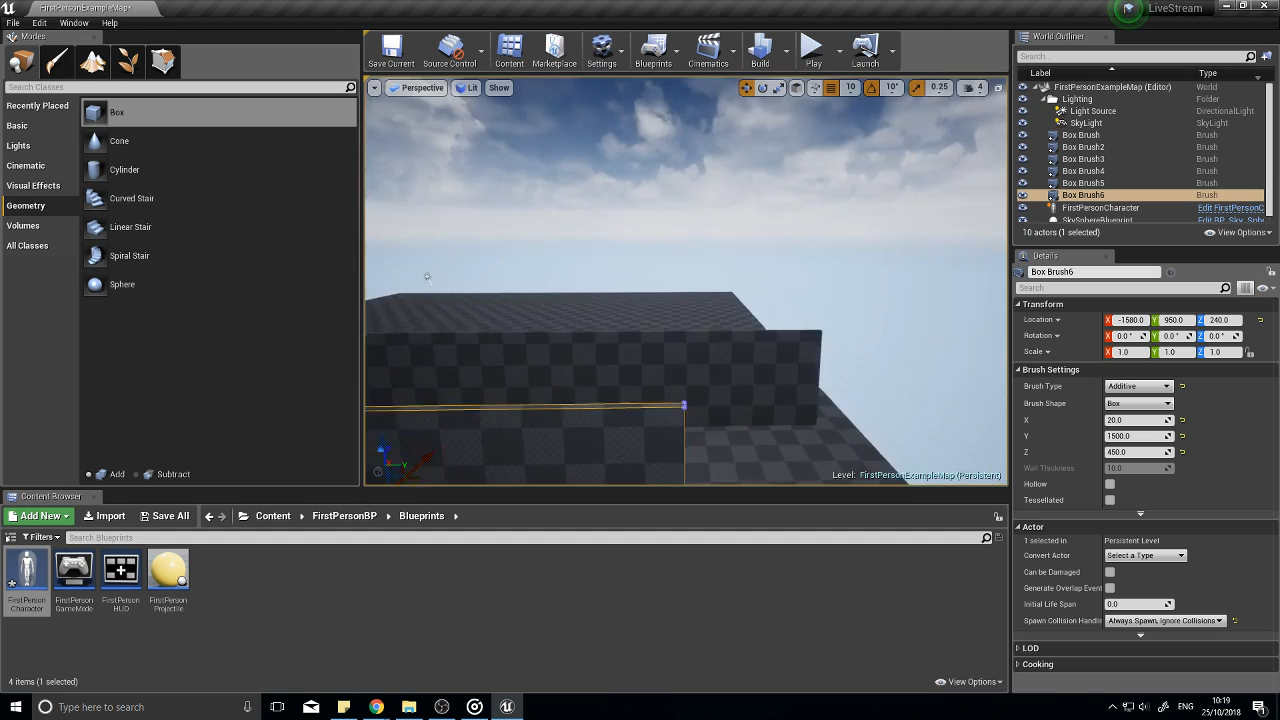 FirstPersonExampleMap*
LiveStream
File Edit Window Help
Modes
Search Classes
Recently Placed
Basic
Lights
Cinematic
Visual Effects
Geometry
Volumes
All Classes
Box
Cone
Cylinder
Curved Stair
Linear Stair
Spiral Stair
Sphere
Add Subtract
Save Current Source Control Content Marketplace Settings Blueprints Cinematics Build Play Launch
Perspective Lit Show 10 10° 0.25 4
Level: FirstPersonExampleMap (Persistent)
World Outliner
Search...
Label Type
FirstPersonExampleMap (Editor) World
Lighting Folder
Light Source DirectionalLight
SkyLight SkyLight
Box Brush Brush
Box Brush2 Brush
Box Brush3 Brush
Box Brush4 Brush
Box Brush5 Brush
Box Brush6 Brush
FirstPersonCharacter Edit FirstPersonC
SkySphereBlueprint Edit BP_Sky_Sphe
10 actors (1 selected) View Options
Details
Box Brush6
Search
Transform
Location X -1580.0 Y 950.0 Z 240.0
Rotation X 0.0° Y 0.0° Z 0.0°
Scale X 1.0 Y 1.0 Z 1.0
Brush Settings
Brush Type Additive
Brush Shape Box
X 20.0
Y 1500.0
Z 450.0
Wall Thickness 10.0
Hollow
Tessellated
Actor
1 selected in Persistent Level
Convert Actor Select a Type
Can be Damaged
Generate Overlap Event
Initial Life Span 0.0
Spawn Collision Handlin Always Spawn, Ignore Collisions
LOD
Cooking
Content Browser
Add New Import Save All Content FirstPersonBP Blueprints
Filters Search Blueprints
FirstPerson Character
FirstPerson GameMode
FirstPerson HUD
FirstPerson Projectile
4 items (1 selected) View Options
Type here to search
ENG 10:19
25/10/2018